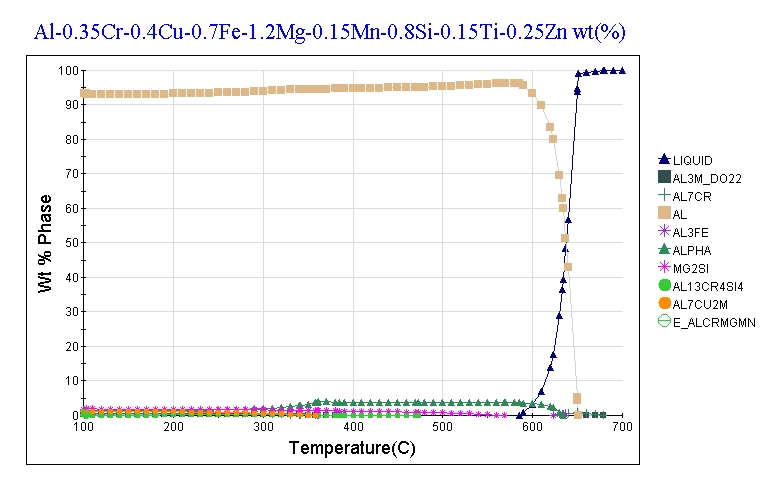 Al-0.35Cr-0.4Cu-0.7Fe-1.2Mg-0.15Mn-0.8Si-0.15Ti-0.25Zn wt(%)
100
90
80
70
60
50
40
30
20
10
0
Wt % Phase
100 200 300 400 500 600 700
Temperature(C)
LIQUID
AL3M_DO22
AL7CR
AL
AL3FE
ALPHA
MG2SI
AL13CR4SI4
AL7CU2M
E_ALCRMGMN